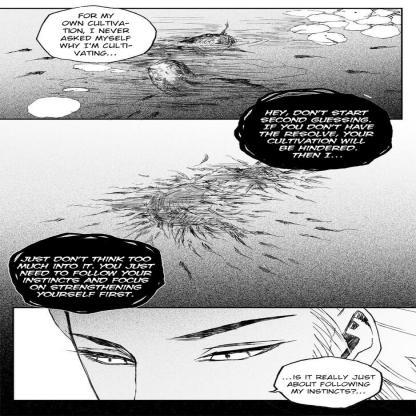 FOR MY
OWN CULTIVA-
TION, I NEVER
ASKED MYSELF
WHY I'M CULTI-
VATING...
HEY, DON'T START
SECOND GUESSING.
IF YOU DON'T HAVE
THE RESOLVE, YOUR
CULTIVATION WILL
BE HINDERED.
THEN I...
JUST DON'T THINK TOO
MUCH INTO IT. YOU JUST
NEED TO FOLLOW YOUR
INSTINCTS AND FOCUS
ON STRENGTHENING
YOURSELF FIRST.
...IS IT REALLY JUST
ABOUT FOLLOWING
MY INSTINCTS?...